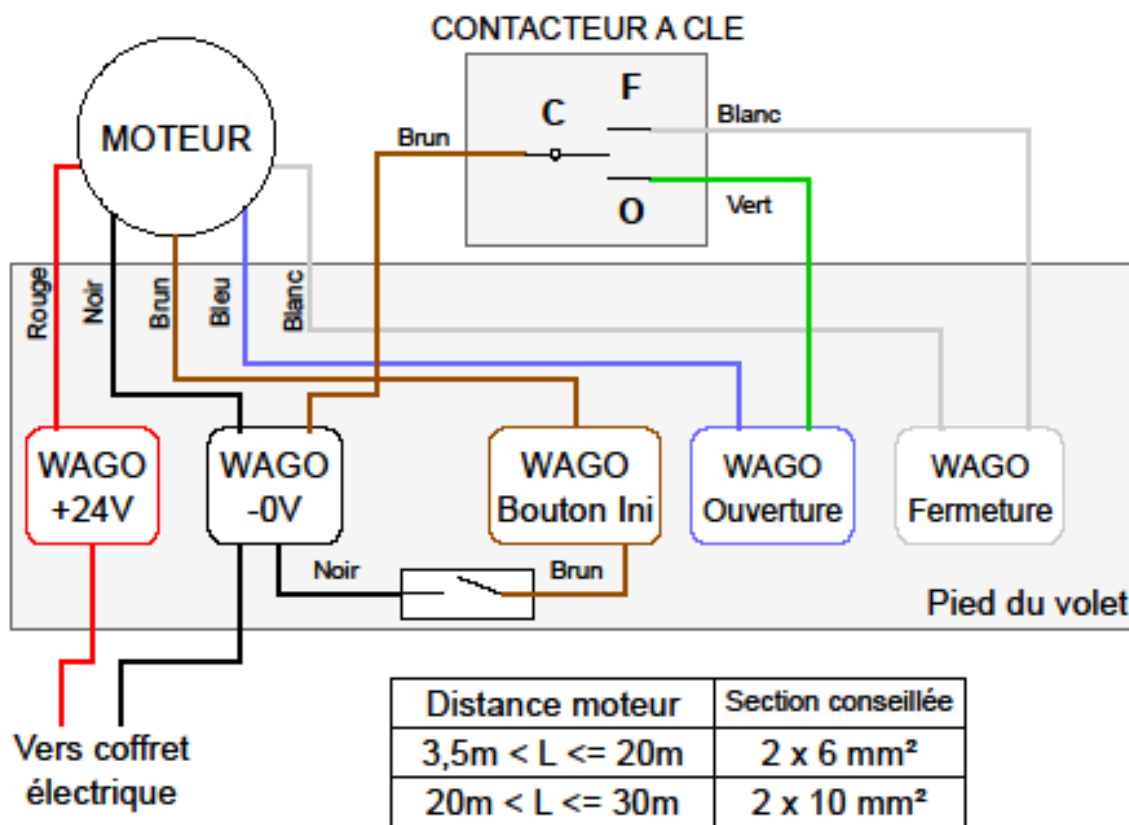 CONTACTEUR A CLE
MOTEUR
F
C
O
Brun
Blanc
Vert
Rouge
Noir
Brun
Bleu
Blanc
WAGO
+24V
WAGO
-0V
WAGO
Bouton Ini
WAGO
Ouverture
WAGO
Fermeture
Noir
Brun
Pied du volet
Vers coffret
électrique
Distance moteur Section conseillée
3,5m < L <= 20m 2 x 6 mm²
20m < L <= 30m 2 x 10 mm²